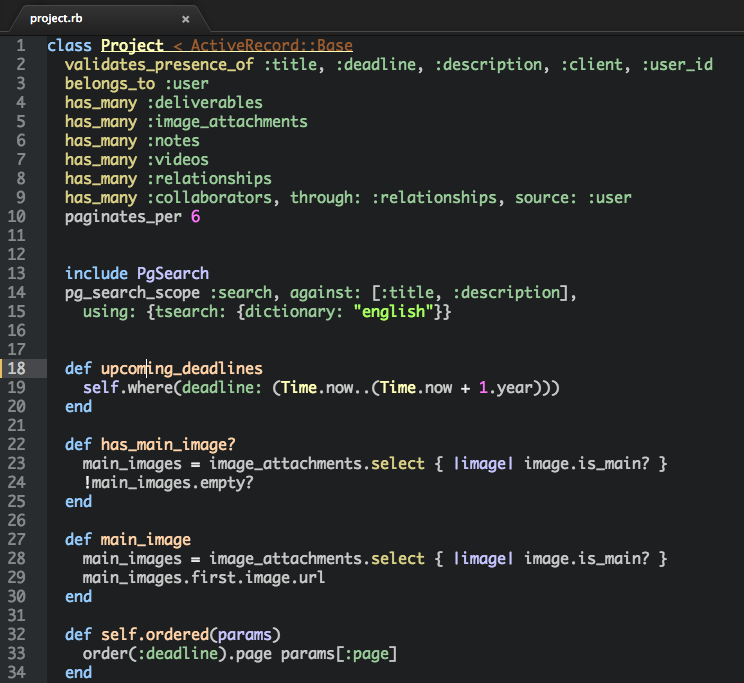 project.rb ×
1 class Project < ActiveRecord::Base
2   validates_presence_of :title, :deadline, :description, :client, :user_id
3   belongs_to :user
4   has_many :deliverables
5   has_many :image_attachments
6   has_many :notes
7   has_many :videos
8   has_many :relationships
9   has_many :collaborators, through: :relationships, source: :user
10   paginates_per 6
11
12
13   include PgSearch
14   pg_search_scope :search, against: [:title, :description],
15     using: {tsearch: {dictionary: "english"}}
16
17
18   def upcoming_deadlines
19     self.where(deadline: (Time.now..(Time.now + 1.year)))
20   end
21
22   def has_main_image?
23     main_images = image_attachments.select { |image| image.is_main? }
24     !main_images.empty?
25   end
26
27   def main_image
28     main_images = image_attachments.select { |image| image.is_main? }
29     main_images.first.image.url
30   end
31
32   def self.ordered(params)
33     order(:deadline).page params[:page]
34   end